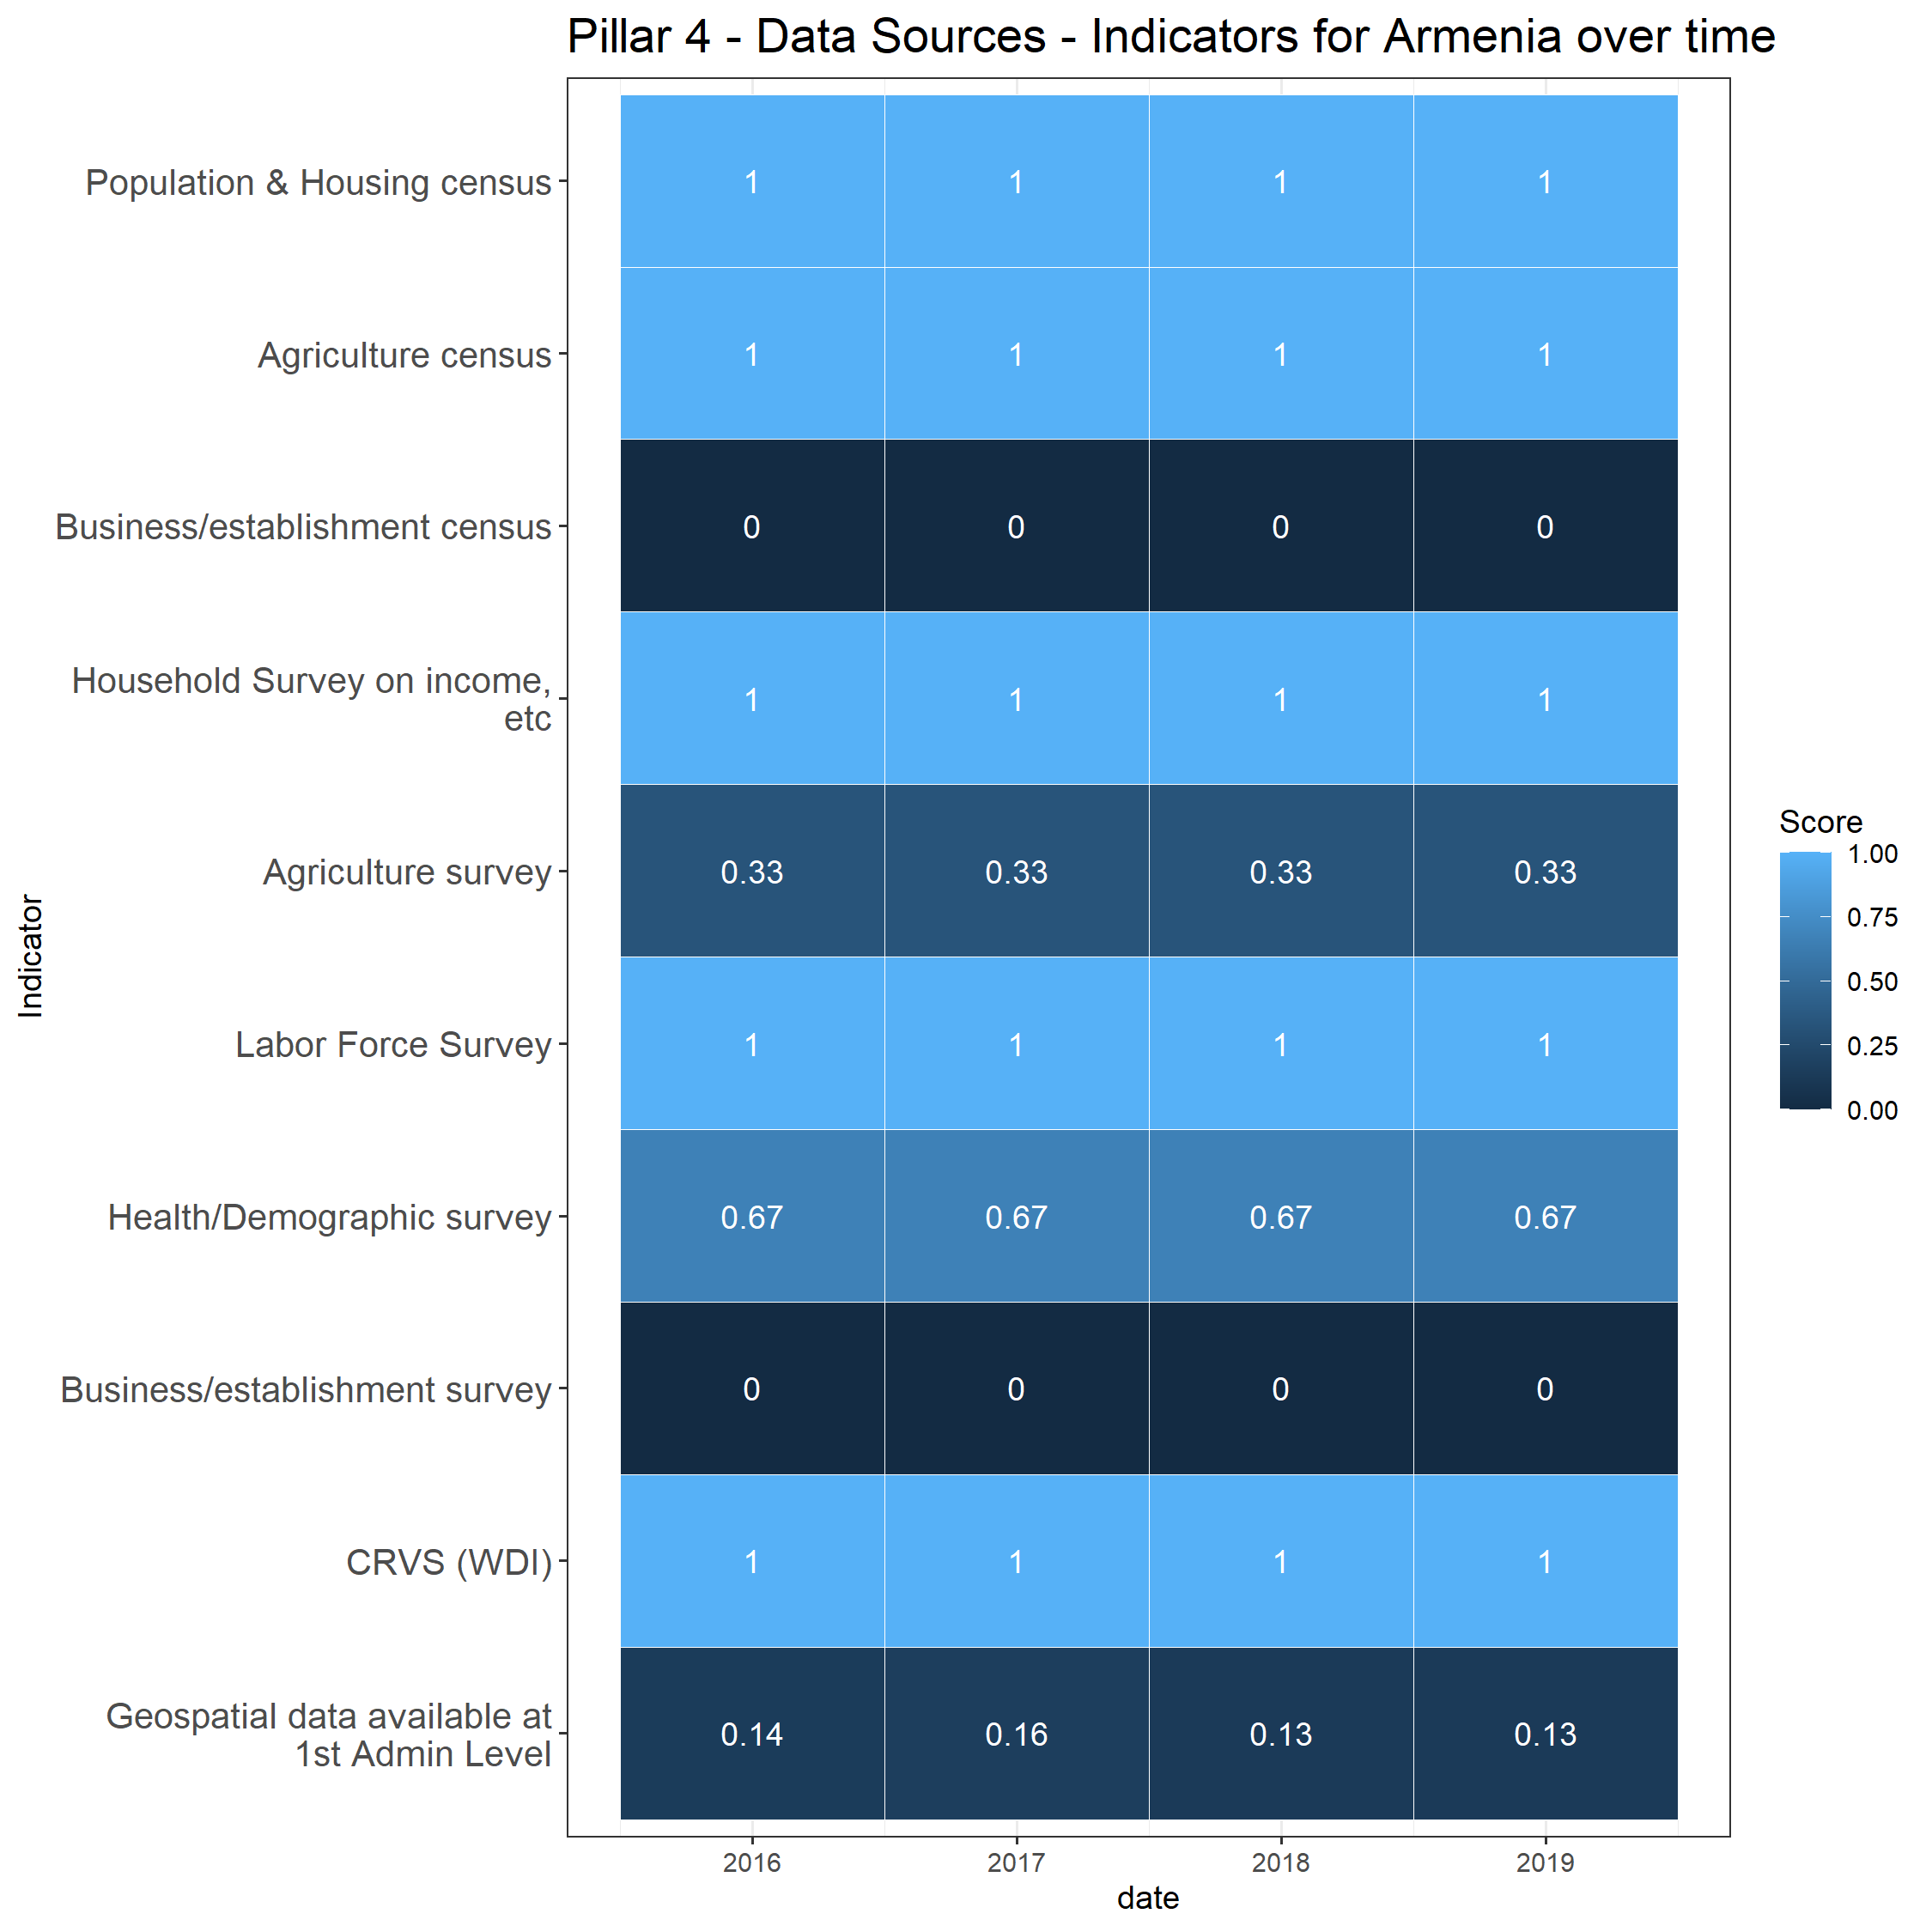 Pillar 4 - Data Sources - Indicators for Armenia over time
Indicator
Population & Housing census
1 1 1 1
Agriculture census
1 1 1 1
Business/establishment census
0 0 0 0
Household Survey on income,
etc
1 1 1 1
Agriculture survey
0.33 0.33 0.33 0.33
Labor Force Survey
1 1 1 1
Health/Demographic survey
0.67 0.67 0.67 0.67
Business/establishment survey
0 0 0 0
CRVS (WDI)
1 1 1 1
Geospatial data available at
1st Admin Level
0.14 0.16 0.13 0.13
2016 2017 2018 2019
date
Score
1.00
0.75
0.50
0.25
0.00